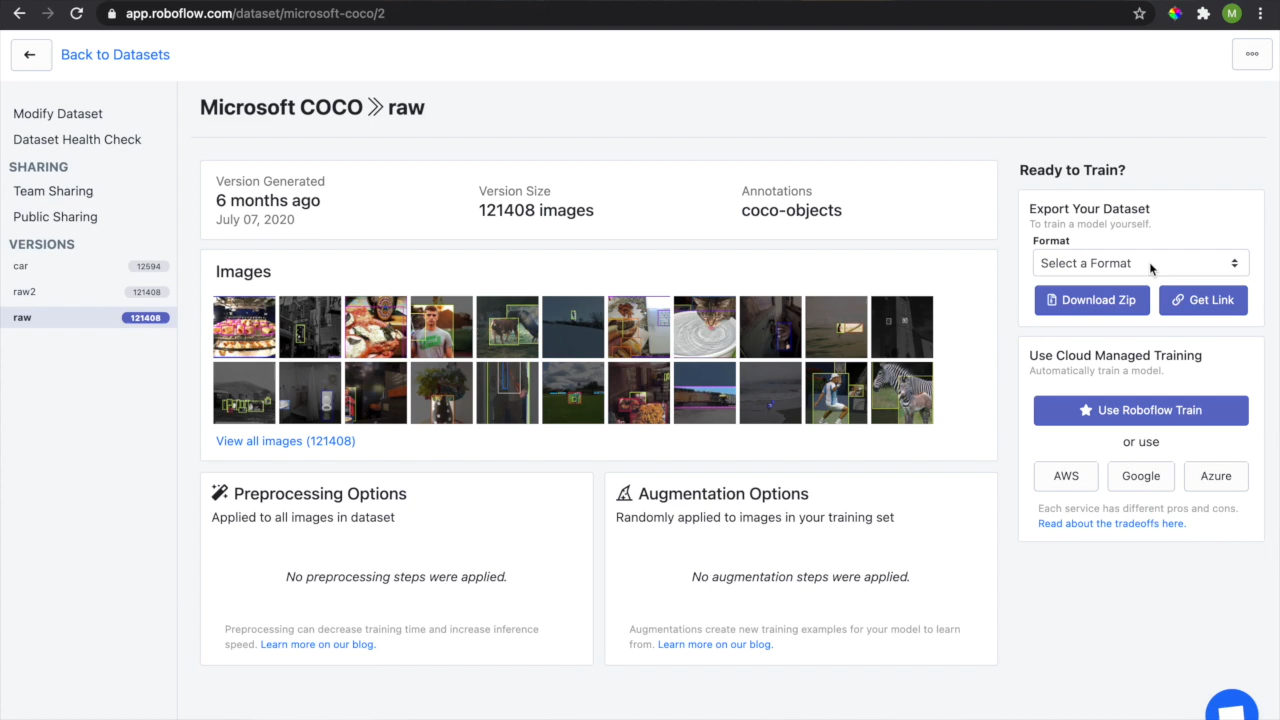 app.roboflow.com/dataset/microsoft-coco/2
M
Back to Datasets
Modify Dataset
Dataset Health Check
SHARING
Team Sharing
Public Sharing
VERSIONS
car 12594
raw2 121408
raw 121408
Microsoft COCO raw
Version Generated
6 months ago
July 07, 2020
Version Size
121408 images
Annotations
coco-objects
Images
View all images (121408)
Preprocessing Options
Applied to all images in dataset
No preprocessing steps were applied.
Preprocessing can decrease training time and increase inference
speed. Learn more on our blog.
Augmentation Options
Randomly applied to images in your training set
No augmentation steps were applied.
Augmentations create new training examples for your model to learn
from. Learn more on our blog.
Ready to Train?
Export Your Dataset
To train a model yourself.
Format
Select a Format
Download Zip
Get Link
Use Cloud Managed Training
Automatically train a model.
Use Roboflow Train
or use
AWS
Google
Azure
Each service has different pros and cons.
Read about the tradeoffs here.